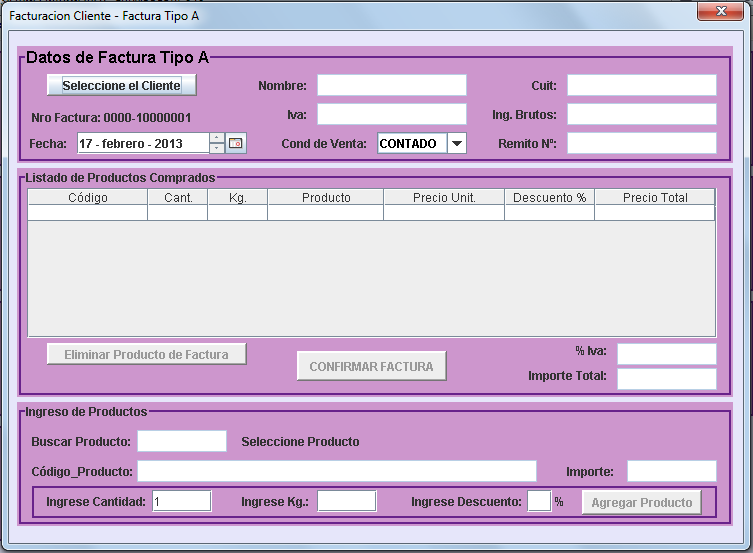 Facturacion Cliente - Factura Tipo A
Datos de Factura Tipo A
Seleccione el Cliente Nombre: Cuit:
Nro Factura: 0000-10000001 Iva: Ing. Brutos:
Fecha: 17 - febrero - 2013 Cond de Venta: CONTADO Remito Nº:
Listado de Productos Comprados
Código Cant. Kg. Producto Precio Unit. Descuento % Precio Total
Eliminar Producto de Factura CONFIRMAR FACTURA % Iva:
Importe Total:
Ingreso de Productos
Buscar Producto: Seleccione Producto
Código_Producto: Importe:
Ingrese Cantidad: 1 Ingrese Kg.: Ingrese Descuento: % Agregar Producto